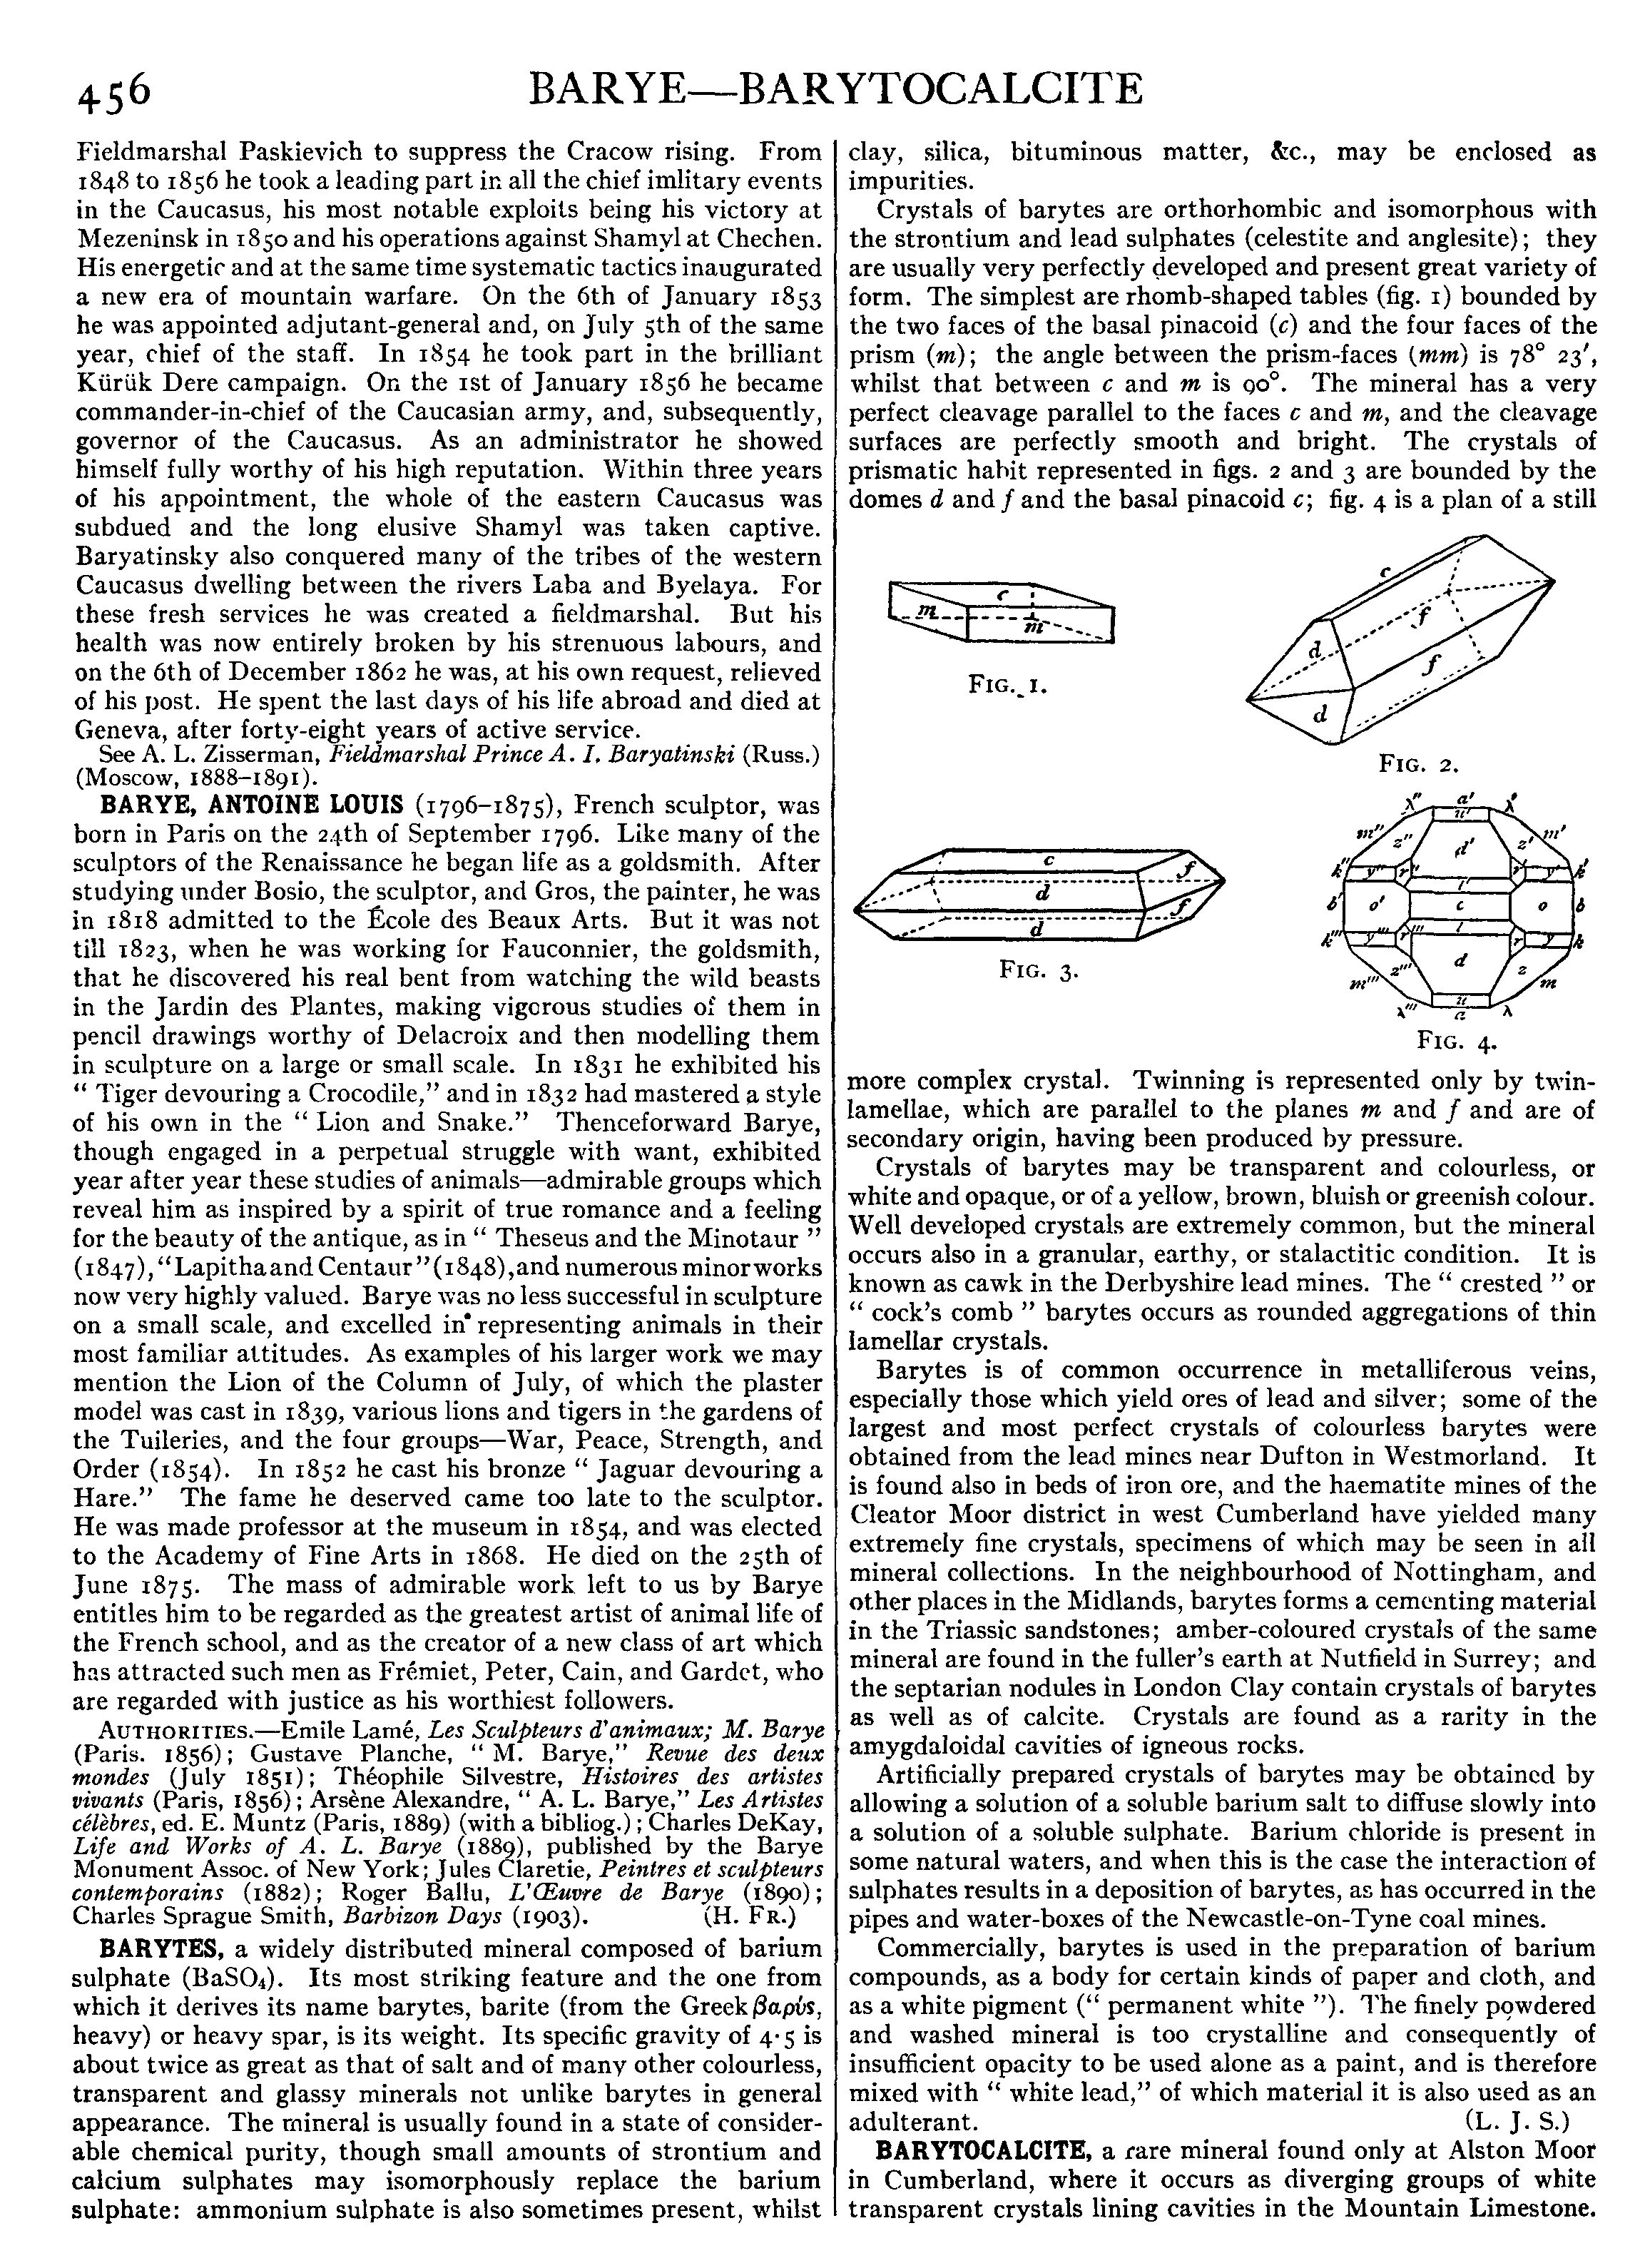 456
BARYE—BARYTOCALCITE
Fieldmarshal Paskievich to suppress the Cracow rising. From
1848 to 1856 he took a leading part in all the chief imlitary events
in the Caucasus, his most notable exploits being his victory at
Mezeninsk in 1850 and his operations against Shamyl at Chechen.
His energetic and at the same time systematic tactics inaugurated
a new era of mountain warfare. On the 6th of January 1853
he was appointed adjutant-general and, on July 5th of the same
year, chief of the staff. In 1854 he took part in the brilliant
Kürük Dere campaign. On the 1st of January 1856 he became
commander-in-chief of the Caucasian army, and, subsequently,
governor of the Caucasus. As an administrator he showed
himself fully worthy of his high reputation. Within three years
of his appointment, the whole of the eastern Caucasus was
subdued and the long elusive Shamyl was taken captive.
Baryatinsky also conquered many of the tribes of the western
Caucasus dwelling between the rivers Laba and Byelaya. For
these fresh services he was created a fieldmarshal. But his
health was now entirely broken by his strenuous labours, and
on the 6th of December 1862 he was, at his own request, relieved
of his post. He spent the last days of his life abroad and died at
Geneva, after forty-eight years of active service.
See A. L. Zisserman, Fieldmarshal Prince A. I. Baryatinski (Russ.)
(Moscow, 1888–1891).
BARYE, ANTOINE LOUIS (1796–1875), French sculptor, was
born in Paris on the 24th of September 1796. Like many of the
sculptors of the Renaissance he began life as a goldsmith. After
studying under Bosio, the sculptor, and Gros, the painter, he was
in 1818 admitted to the École des Beaux Arts. But it was not
till 1823, when he was working for Fauconnier, the goldsmith,
that he discovered his real bent from watching the wild beasts
in the Jardin des Plantes, making vigorous studies of them in
pencil drawings worthy of Delacroix and then modelling them
in sculpture on a large or small scale. In 1831 he exhibited his
“ Tiger devouring a Crocodile,” and in 1832 had mastered a style
of his own in the “ Lion and Snake.” Thenceforward Barye,
though engaged in a perpetual struggle with want, exhibited
year after year these studies of animals—admirable groups which
reveal him as inspired by a spirit of true romance and a feeling
for the beauty of the antique, as in “ Theseus and the Minotaur ”
(1847), “Lapitha and Centaur” (1848), and numerous minor works
now very highly valued. Barye was no less successful in sculpture
on a small scale, and excelled in representing animals in their
most familiar attitudes. As examples of his larger work we may
mention the Lion of the Column of July, of which the plaster
model was cast in 1839, various lions and tigers in the gardens of
the Tuileries, and the four groups—War, Peace, Strength, and
Order (1854). In 1852 he cast his bronze “ Jaguar devouring a
Hare.” The fame he deserved came too late to the sculptor.
He was made professor at the museum in 1854, and was elected
to the Academy of Fine Arts in 1868. He died on the 25th of
June 1875. The mass of admirable work left to us by Barye
entitles him to be regarded as the greatest artist of animal life of
the French school, and as the creator of a new class of art which
has attracted such men as Frémiet, Peter, Cain, and Gardet, who
are regarded with justice as his worthiest followers.
AUTHORITIES.—Emile Lamé, Les Sculpteurs d'animaux; M. Barye
(Paris. 1856); Gustave Planche, “ M. Barye,” Revue des deux
mondes (July 1851); Théophile Silvestre, Histoires des artistes
vivants (Paris, 1856); Arsène Alexandre, “ A. L. Barye,” Les Artistes
célèbres, ed. E. Muntz (Paris, 1889) (with a bibliog.); Charles DeKay,
Life and Works of A. L. Barye (1889), published by the Barye
Monument Assoc. of New York; Jules Claretie, Peintres et sculpteurs
contemporains (1882); Roger Ballu, L'Œuvre de Barye (1890);
Charles Sprague Smith, Barbizon Days (1903). (H. FR.)
BARYTES, a widely distributed mineral composed of barium
sulphate (BaSO₄). Its most striking feature and the one from
which it derives its name barytes, barite (from the Greek βαρύς,
heavy) or heavy spar, is its weight. Its specific gravity of 4·5 is
about twice as great as that of salt and of many other colourless,
transparent and glassy minerals not unlike barytes in general
appearance. The mineral is usually found in a state of consider-
able chemical purity, though small amounts of strontium and
calcium sulphates may isomorphously replace the barium
sulphate: ammonium sulphate is also sometimes present, whilst
clay, silica, bituminous matter, &c., may be enclosed as
impurities.
Crystals of barytes are orthorhombic and isomorphous with
the strontium and lead sulphates (celestite and anglesite); they
are usually very perfectly developed and present great variety of
form. The simplest are rhomb-shaped tables (fig. 1) bounded by
the two faces of the basal pinacoid (c) and the four faces of the
prism (m); the angle between the prism-faces (mm) is 78° 23′,
whilst that between c and m is 90°. The mineral has a very
perfect cleavage parallel to the faces c and m, and the cleavage
surfaces are perfectly smooth and bright. The crystals of
prismatic habit represented in figs. 2 and 3 are bounded by the
domes d and f and the basal pinacoid c; fig. 4 is a plan of a still
c
m
m
FIG. 1.
c
f
d
f
d
FIG. 2.
c
f
d
f
d
FIG. 3.
λ″ a′ λ′
u′
m″ z″ d′ z′ m′
k″ y″ r″ l′ r′ y′ k′
b′ o′ c o b
k‴ y‴ r‴ l r y k
m‴ z‴ d z m
u
λ‴ a λ
FIG. 4.
more complex crystal. Twinning is represented only by twin-
lamellae, which are parallel to the planes m and f and are of
secondary origin, having been produced by pressure.
Crystals of barytes may be transparent and colourless, or
white and opaque, or of a yellow, brown, bluish or greenish colour.
Well developed crystals are extremely common, but the mineral
occurs also in a granular, earthy, or stalactitic condition. It is
known as cawk in the Derbyshire lead mines. The “ crested ” or
“ cock's comb ” barytes occurs as rounded aggregations of thin
lamellar crystals.
Barytes is of common occurrence in metalliferous veins,
especially those which yield ores of lead and silver; some of the
largest and most perfect crystals of colourless barytes were
obtained from the lead mines near Dufton in Westmorland. It
is found also in beds of iron ore, and the haematite mines of the
Cleator Moor district in west Cumberland have yielded many
extremely fine crystals, specimens of which may be seen in all
mineral collections. In the neighbourhood of Nottingham, and
other places in the Midlands, barytes forms a cementing material
in the Triassic sandstones; amber-coloured crystals of the same
mineral are found in the fuller's earth at Nutfield in Surrey; and
the septarian nodules in London Clay contain crystals of barytes
as well as of calcite. Crystals are found as a rarity in the
amygdaloidal cavities of igneous rocks.
Artificially prepared crystals of barytes may be obtained by
allowing a solution of a soluble barium salt to diffuse slowly into
a solution of a soluble sulphate. Barium chloride is present in
some natural waters, and when this is the case the interaction of
sulphates results in a deposition of barytes, as has occurred in the
pipes and water-boxes of the Newcastle-on-Tyne coal mines.
Commercially, barytes is used in the preparation of barium
compounds, as a body for certain kinds of paper and cloth, and
as a white pigment (“ permanent white ”). The finely powdered
and washed mineral is too crystalline and consequently of
insufficient opacity to be used alone as a paint, and is therefore
mixed with “ white lead,” of which material it is also used as an
adulterant. (L. J. S.)
BARYTOCALCITE, a rare mineral found only at Alston Moor
in Cumberland, where it occurs as diverging groups of white
transparent crystals lining cavities in the Mountain Limestone.